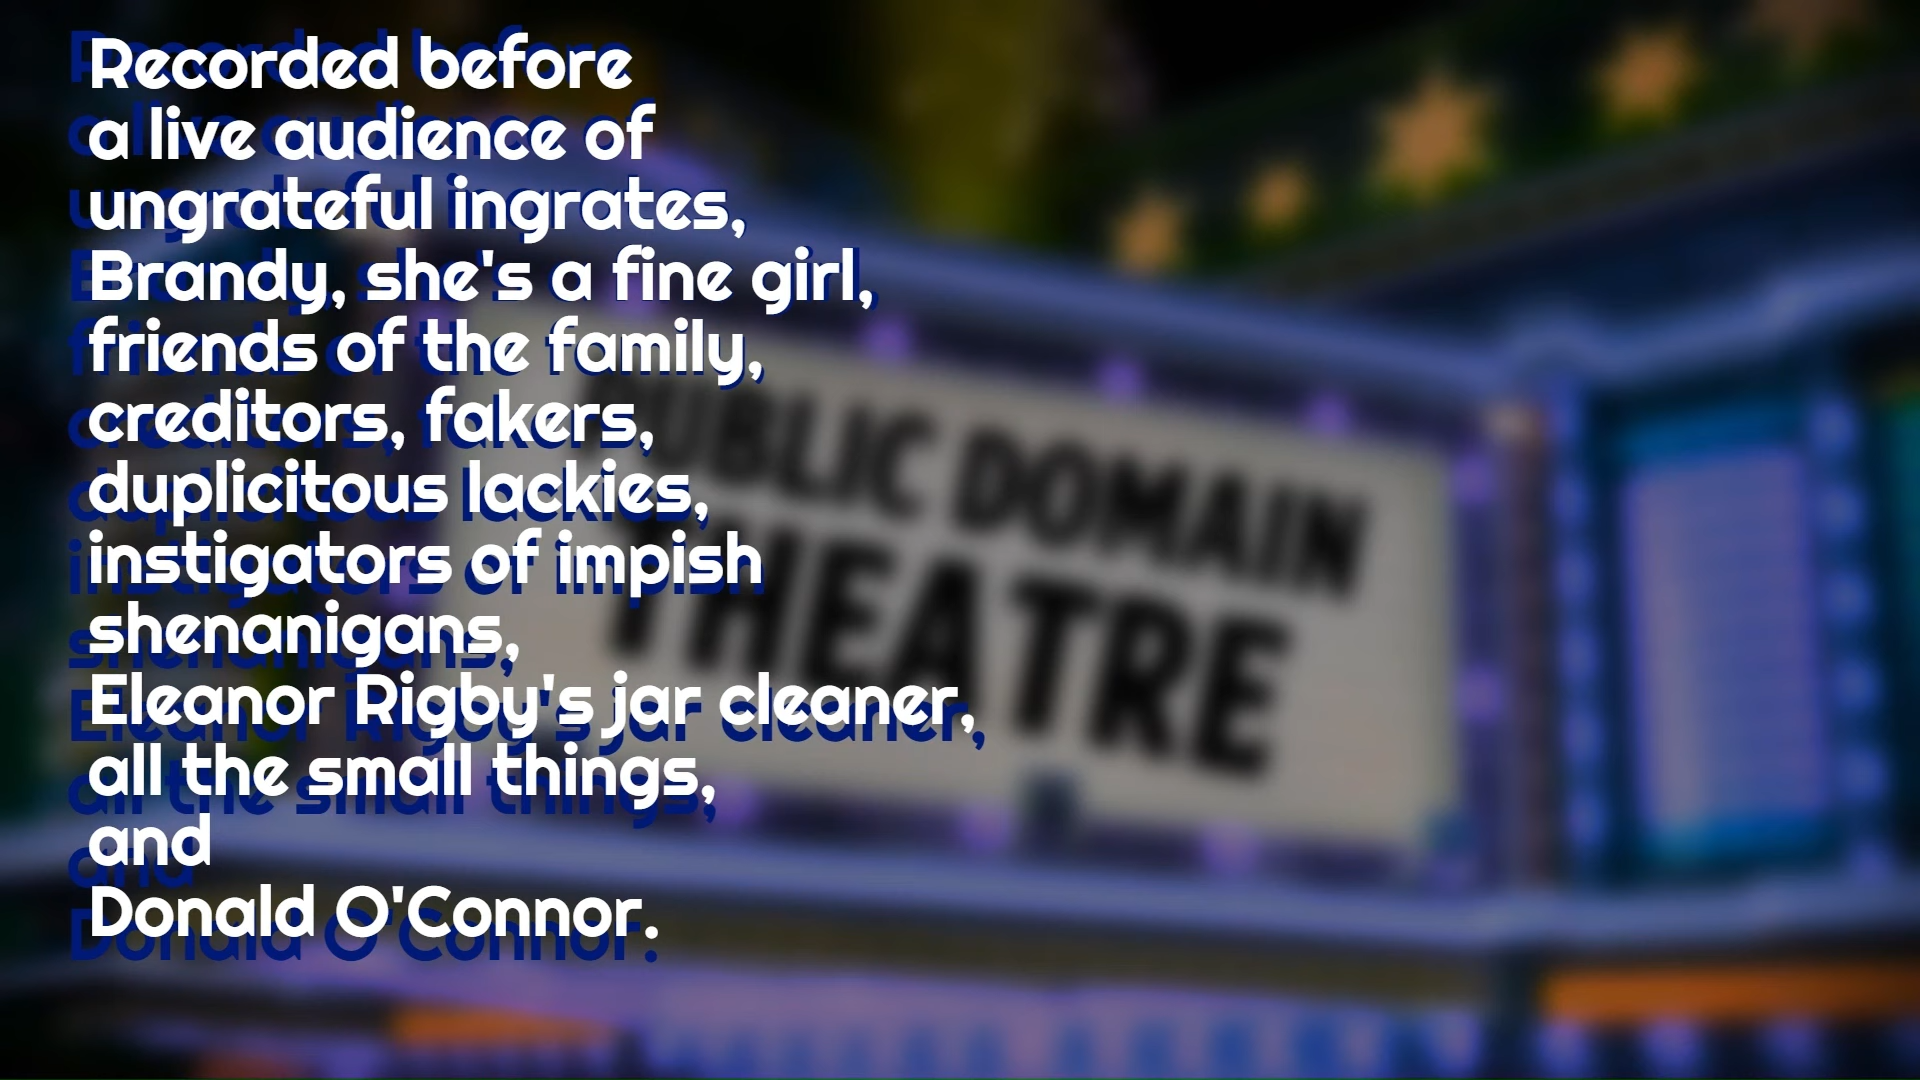 Recorded before
a live audience of
ungrateful ingrates,
Brandy, she's a fine girl,
friends of the family,
creditors, fakers,
duplicitous lackies,
instigators of impish
shenanigans,
Eleanor Rigby's jar cleaner,
all the small things,
and
Donald O'Connor.
PUBLIC DOMAIN
THEATRE